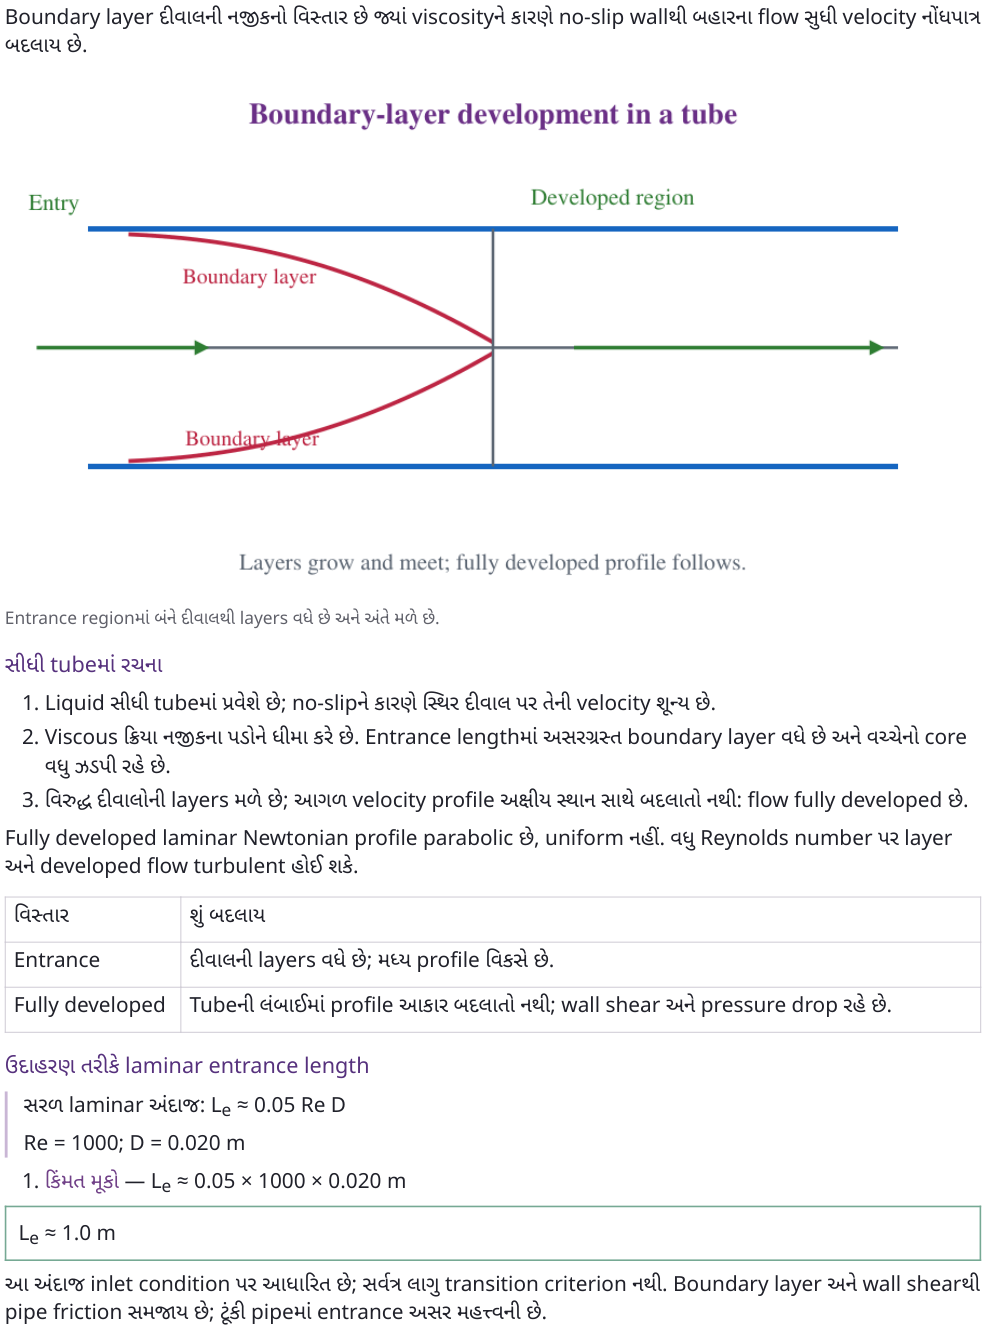 Boundary layer દીવાલની નજીકનો વિસ્તાર છે જ્યાં viscosityને કારણે no-slip wallથી બહારના flow સુધી velocity નોંધપાત્ર
બદલાય છે.
Boundary-layer development in a tube
Entry
Developed region
Boundary layer
Boundary layer
Layers grow and meet; fully developed profile follows.
Entrance regionમાં બંને દીવાલથી layers વધે છે અને અંતે મળે છે.
સીધી tubeમાં રચના
1. Liquid સીધી tubeમાં પ્રવેશે છે; no-slipને કારણે સ્થિર દીવાલ પર તેની velocity શૂન્ય છે.
2. Viscous ક્રિયા નજીકના પડોને ધીમા કરે છે. Entrance lengthમાં અસરગ્રસ્ત boundary layer વધે છે અને વચ્ચેનો core
વધુ ઝડપી રહે છે.
3. વિરુદ્ધ દીવાલોની layers મળે છે; આગળ velocity profile અક્ષીય સ્થાન સાથે બદલાતો નથી: flow fully developed છે.
Fully developed laminar Newtonian profile parabolic છે, uniform નહીં. વધુ Reynolds number પર layer
અને developed flow turbulent હોઈ શકે.
વિસ્તાર શું બદલાય
Entrance દીવાલની layers વધે છે; મધ્ય profile વિકસે છે.
Fully developed Tubeની લંબાઈમાં profile આકાર બદલાતો નથી; wall shear અને pressure drop રહે છે.
ઉદાહરણ તરીકે laminar entrance length
સરળ laminar અંદાજ: Lₑ ≈ 0.05 Re D
Re = 1000; D = 0.020 m
1. કિંમત મૂકો — Lₑ ≈ 0.05 × 1000 × 0.020 m
Lₑ ≈ 1.0 m
આ અંદાજ inlet condition પર આધારિત છે; સર્વત્ર લાગુ transition criterion નથી. Boundary layer અને wall shearથી
pipe friction સમજાય છે; ટૂંકી pipeમાં entrance અસર મહત્ત્વની છે.